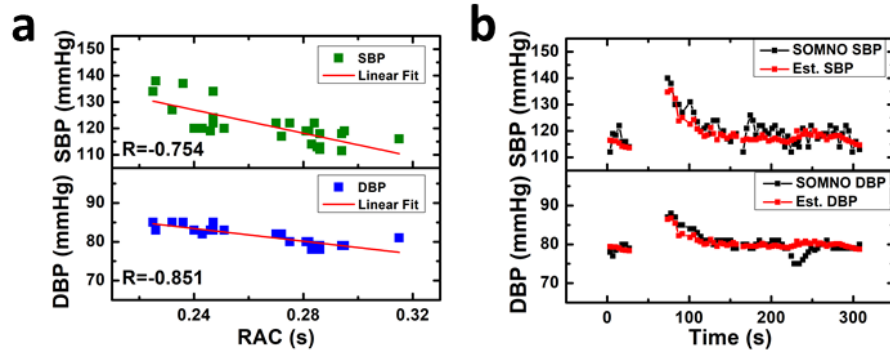 a
SBP (mmHg)
150
140
130
120
110
SBP
Linear Fit
R=-0.754
DBP (mmHg)
90
80
70
DBP
Linear Fit
R=-0.851
0.24
0.28
0.32
RAC (s)
b
SBP (mmHg)
150
140
130
120
110
SOMNO SBP
Est. SBP
DBP (mmHg)
90
80
70
SOMNO DBP
Est. DBP
0
100
200
300
Time (s)